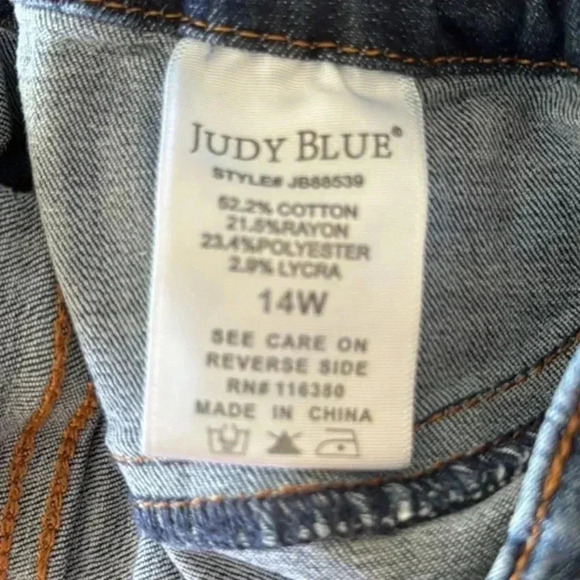 JUDY BLUE®
STYLE# JB88539
52.2% COTTON
21.5%RAYON
23.4%POLYESTER
2.9% LYCRA
14W
SEE CARE ON
REVERSE SIDE
RN# 116380
MADE IN CHINA